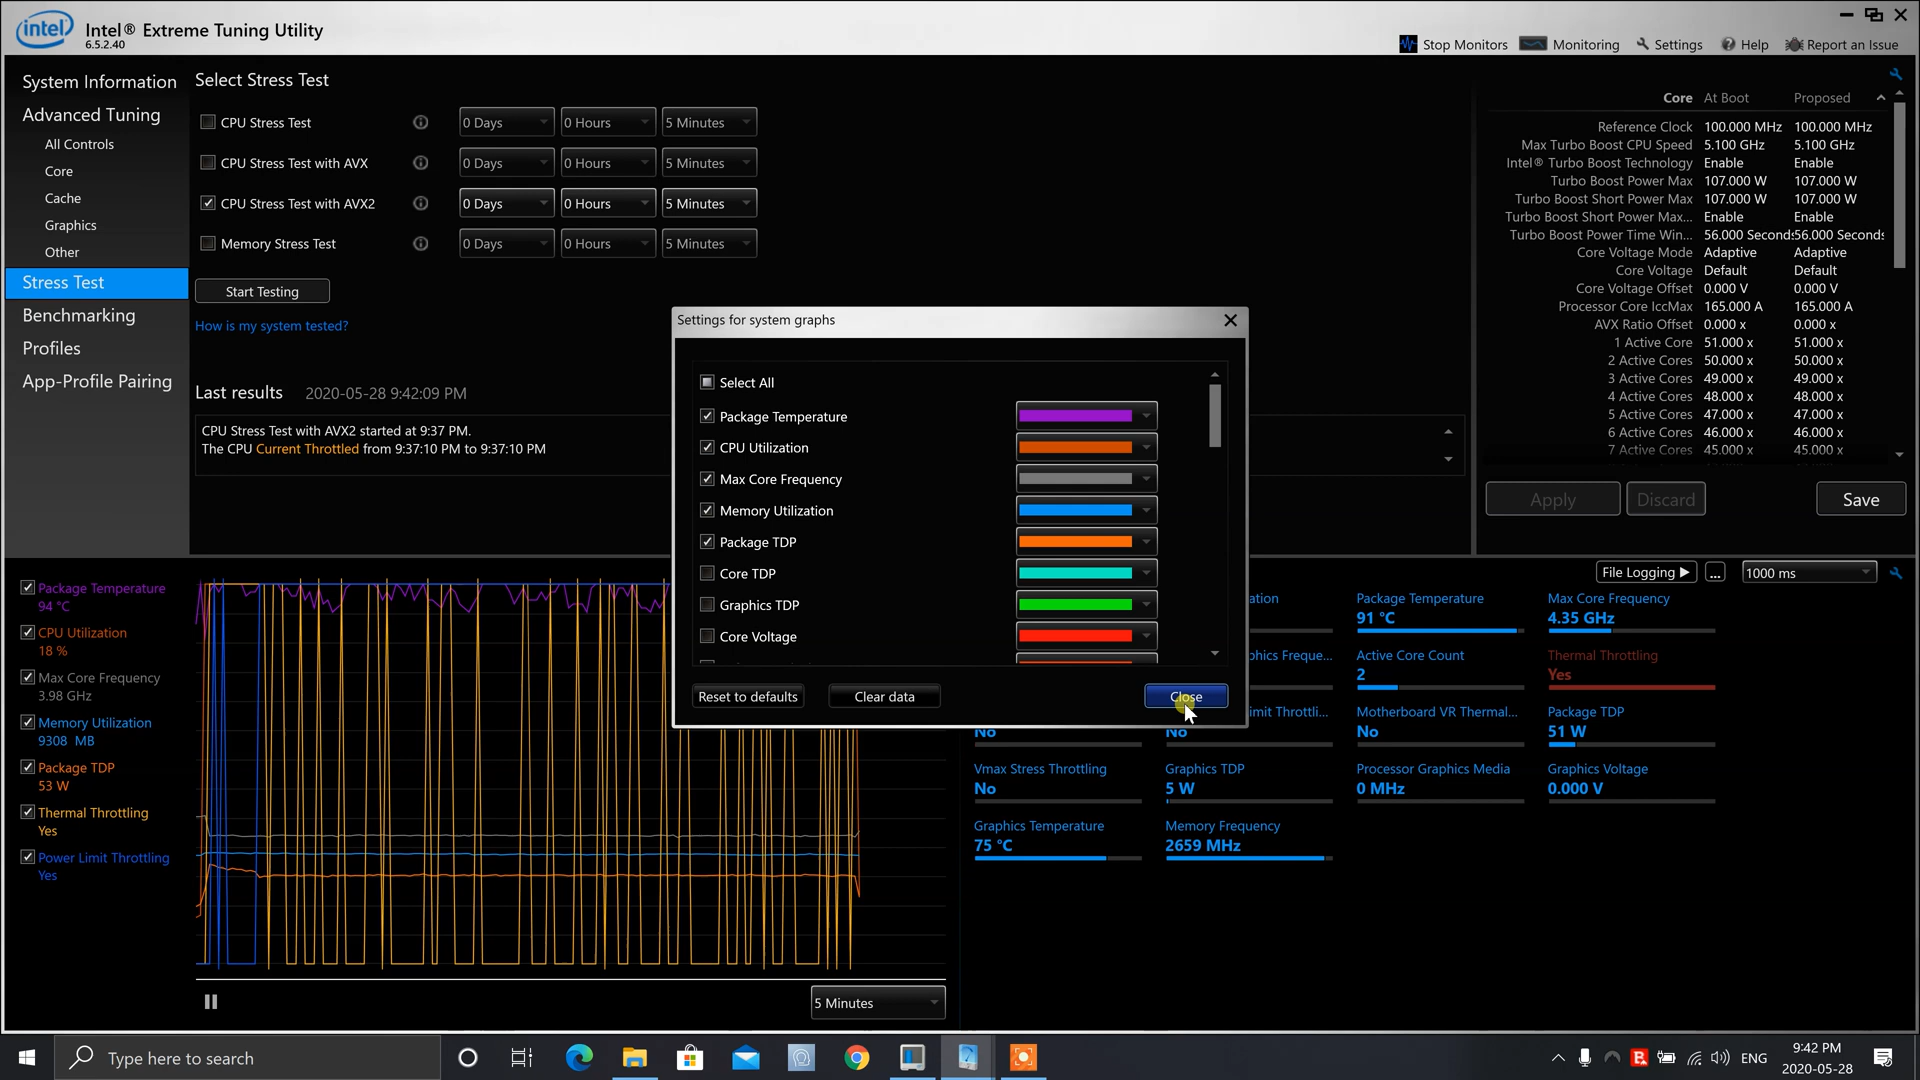 intel Intel® Extreme Tuning Utility
6.5.2.40
Stop Monitors Monitoring Settings Help Report an Issue
System Information
Advanced Tuning
All Controls
Core
Cache
Graphics
Other
Stress Test
Benchmarking
Profiles
App-Profile Pairing
Select Stress Test
CPU Stress Test 0 Days 0 Hours 5 Minutes
CPU Stress Test with AVX 0 Days 0 Hours 5 Minutes
CPU Stress Test with AVX2 0 Days 0 Hours 5 Minutes
Memory Stress Test 0 Days 0 Hours 5 Minutes
Start Testing
How is my system tested?
Last results 2020-05-28 9:42:09 PM
CPU Stress Test with AVX2 started at 9:37 PM.
The CPU Current Throttled from 9:37:10 PM to 9:37:10 PM
Settings for system graphs
Select All
Package Temperature
CPU Utilization
Max Core Frequency
Memory Utilization
Package TDP
Core TDP
Graphics TDP
Core Voltage
Reset to defaults Clear data Close
Core At Boot Proposed
Reference Clock 100.000 MHz 100.000 MHz
Max Turbo Boost CPU Speed 5.100 GHz 5.100 GHz
Intel® Turbo Boost Technology Enable Enable
Turbo Boost Power Max 107.000 W 107.000 W
Turbo Boost Short Power Max 107.000 W 107.000 W
Turbo Boost Short Power Max... Enable Enable
Turbo Boost Power Time Win... 56.000 Seconds 56.000 Seconds
Core Voltage Mode Adaptive Adaptive
Core Voltage Default Default
Core Voltage Offset 0.000 V 0.000 V
Processor Core IccMax 165.000 A 165.000 A
AVX Ratio Offset 0.000 x 0.000 x
1 Active Core 51.000 x 51.000 x
2 Active Cores 50.000 x 50.000 x
3 Active Cores 49.000 x 49.000 x
4 Active Cores 48.000 x 48.000 x
5 Active Cores 47.000 x 47.000 x
6 Active Cores 46.000 x 46.000 x
7 Active Cores 45.000 x 45.000 x
Apply Discard Save
Package Temperature
94 °C
CPU Utilization
18 %
Max Core Frequency
3.98 GHz
Memory Utilization
9308 MB
Package TDP
53 W
Thermal Throttling
Yes
Power Limit Throttling
Yes
5 Minutes
File Logging ... 1000 ms
ation Package Temperature Max Core Frequency
91 °C 4.35 GHz
phics Freque... Active Core Count Thermal Throttling
2 Yes
imit Throttli... Motherboard VR Thermal... Package TDP
No No No 51 W
Vmax Stress Throttling Graphics TDP Processor Graphics Media Graphics Voltage
No 5 W 0 MHz 0.000 V
Graphics Temperature Memory Frequency
75 °C 2659 MHz
Type here to search
ENG 9:42 PM
2020-05-28